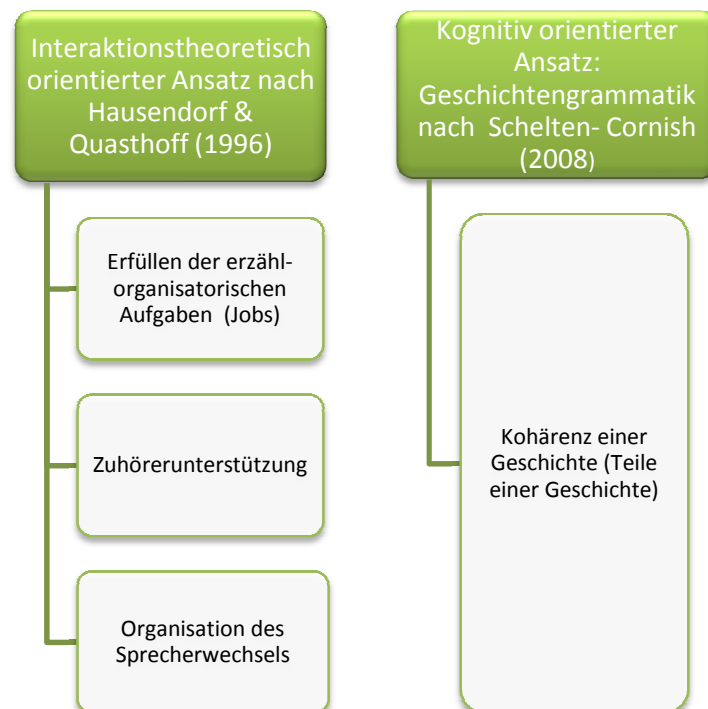 Interaktionstheoretisch
orientierter Ansatz nach
Hausendorf &
Quasthoff (1996)
Erfüllen der erzähl-
organisatorischen
Aufgaben (Jobs)
Zuhörerunterstützung
Organisation des
Sprecherwechsels
Kognitiv orientierter
Ansatz:
Geschichtengrammatik
nach Schelten- Cornish
(2008)
Kohärenz einer
Geschichte (Teile
einer Geschichte)